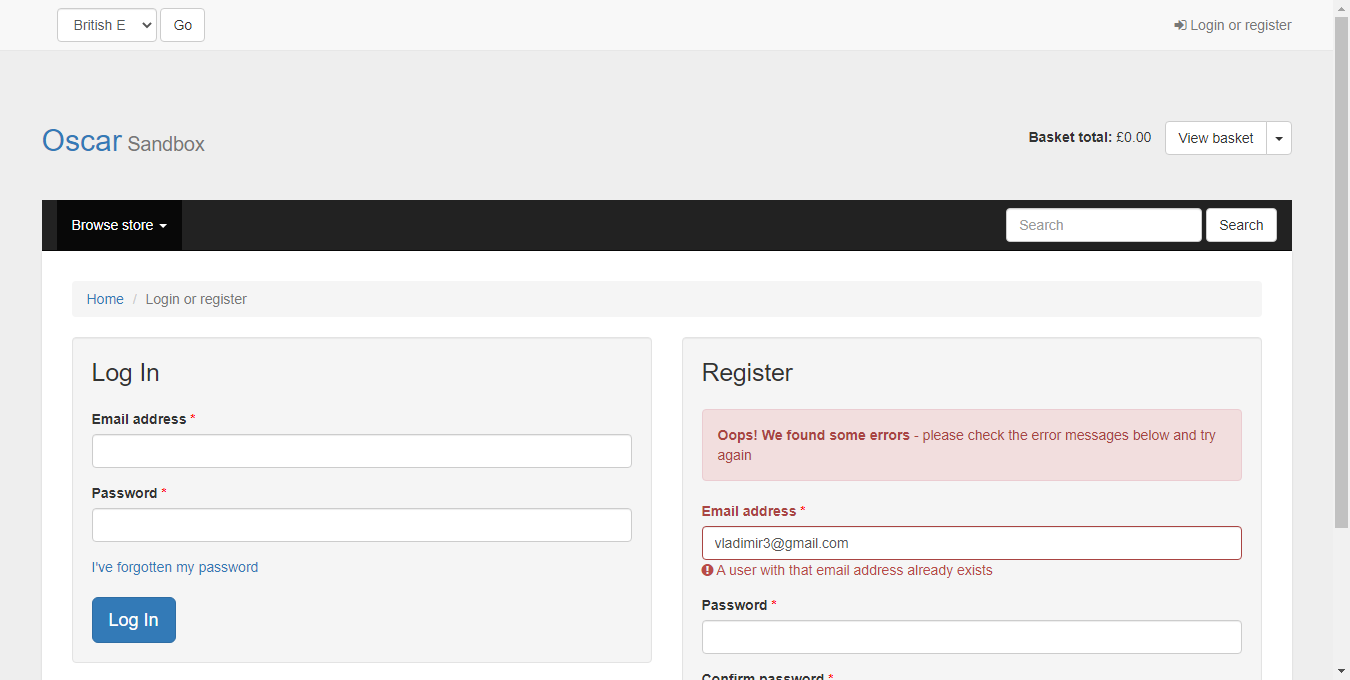 British E
Go
Login or register
Oscar Sandbox
Basket total: £0.00
View basket
Browse store
Search
Search
Home / Login or register
Log In
Email address *
Password *
I've forgotten my password
Log In
Register
Oops! We found some errors - please check the error messages below and try
again
Email address *
vladimir3@gmail.com
A user with that email address already exists
Password *
Confirm password *